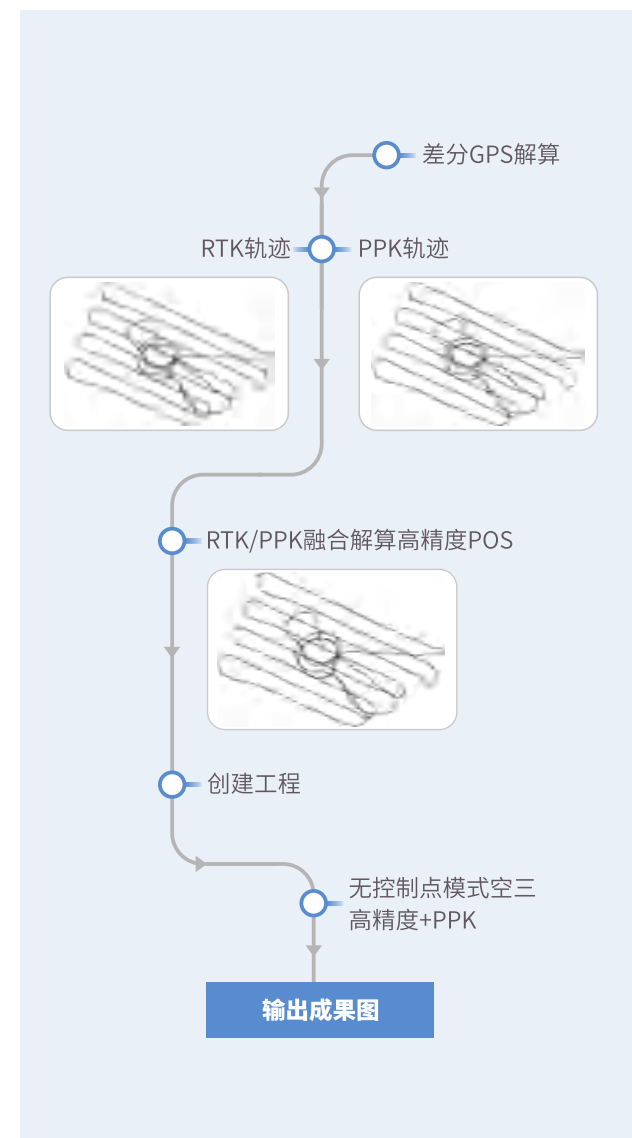 差分GPS解算
RTK轨迹
PPK轨迹
RTK/PPK融合解算高精度POS
创建工程
无控制点模式空三
高精度+PPK
输出成果图